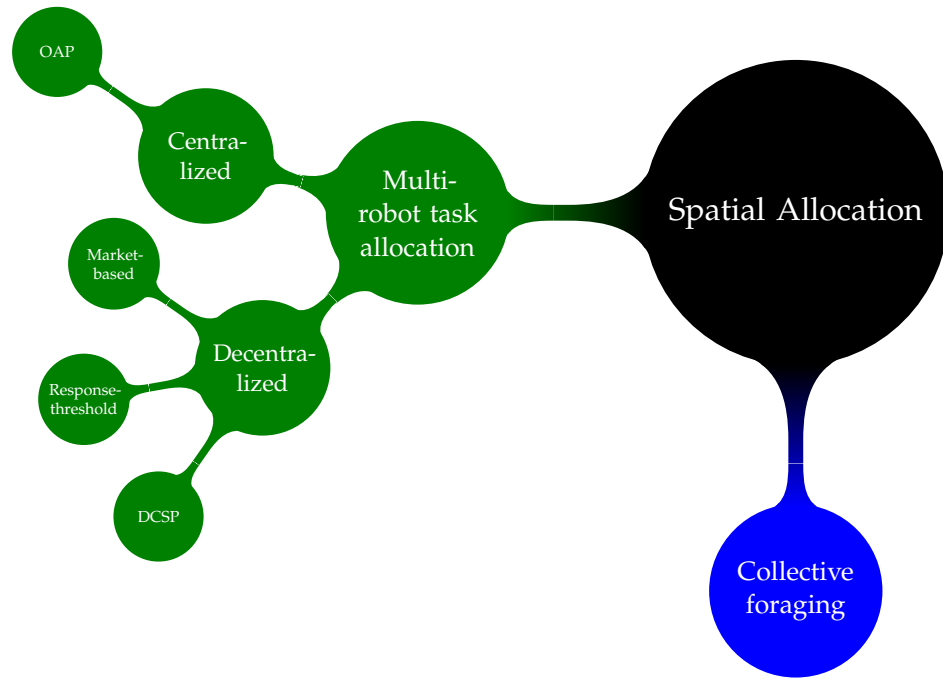 OAP
Centra-
lized
Multi-
robot task
allocation
Spatial Allocation
Market-
based
Decentra-
lized
Response-
threshold
DCSP
Collective
foraging